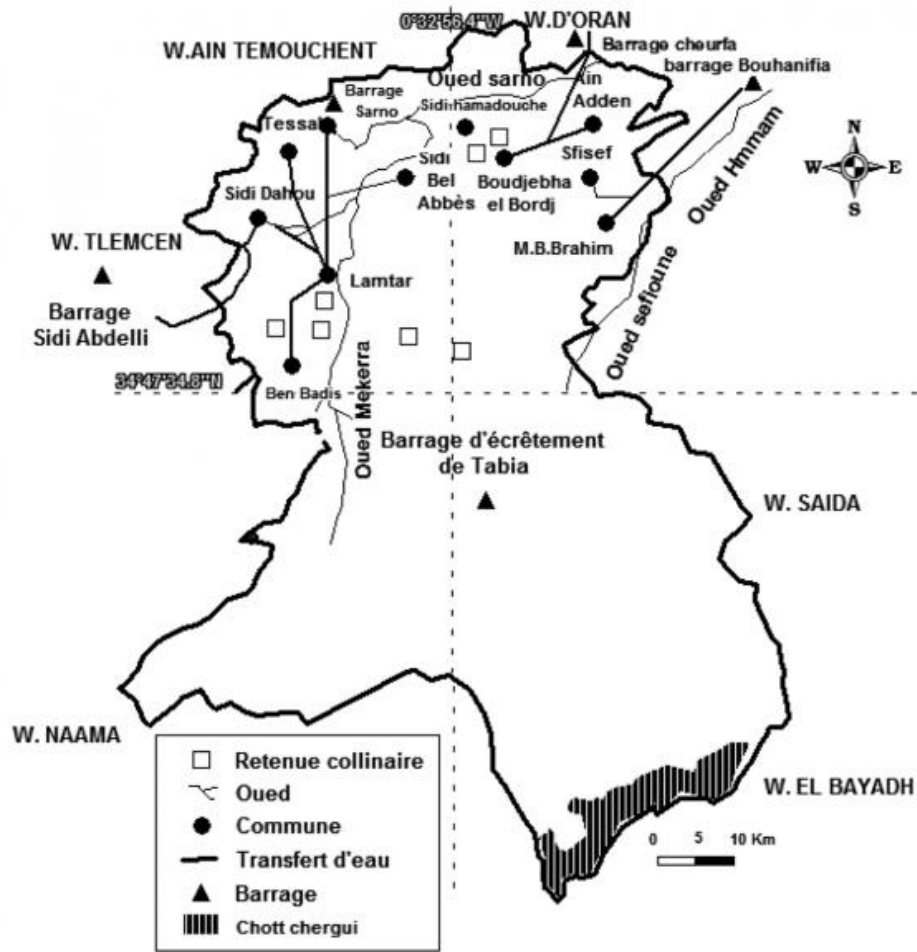 0°32'56.4"W
W.D'ORAN
W.AIN TEMOUCHENT
Barrage cheurfa
barrage Bouhanifia
Oued sarno
Ain
Adden
Barrage
Sarno
Sidi hamadouche
Tessala
Sfisef
Sidi
Bel
Abbès
Boudjebha
el Bordj
Oued Hmmam
N
W
E
S
Sidi Dahou
M.B.Brahim
W. TLEMCEN
Lamtar
Barrage
Sidi Abdelli
Oued sefioune
34°47'34.8"N
Ben Badis
Oued Mekerra
Barrage d'écrêtement
de Tabia
W. SAIDA
W. NAAMA
W. EL BAYADH
Retenue collinaire
Oued
Commune
Transfert d'eau
Barrage
Chott chergui
0 5 10 Km